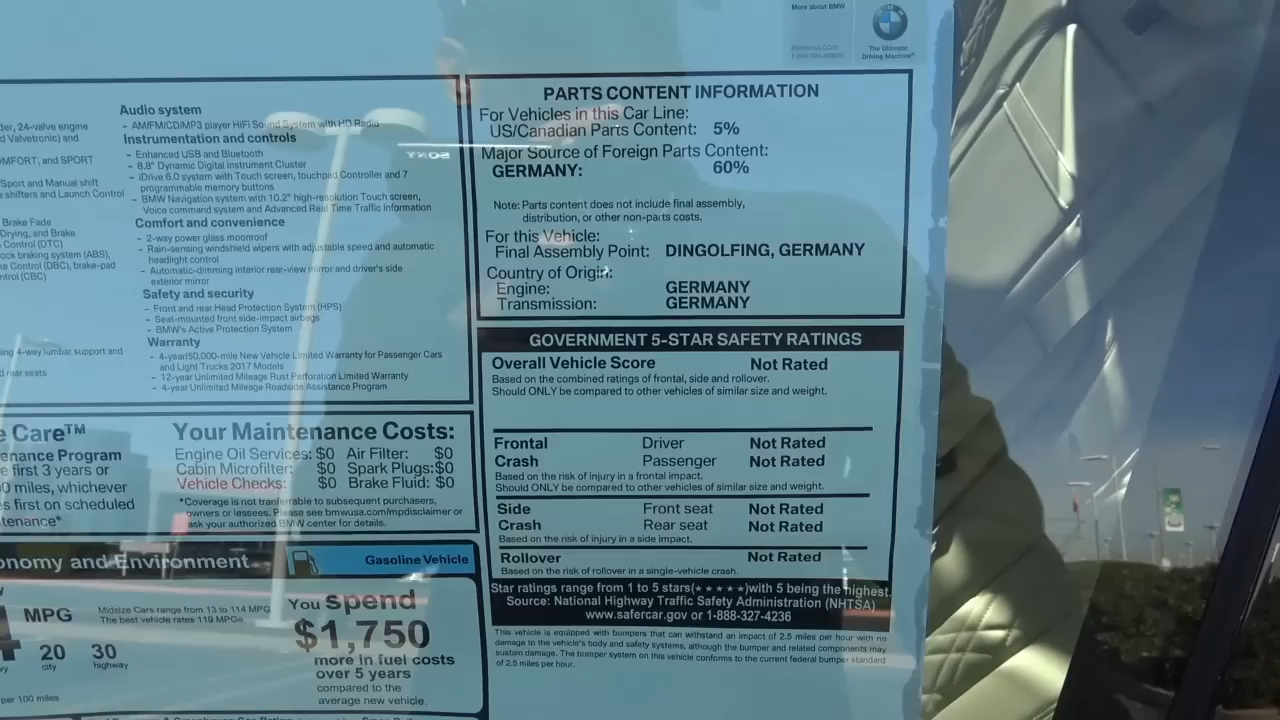 More about BMW
BMWUSA.COM
The Ultimate
Driving Machine®
24-valve engine
Valvetronic) and
COMFORT, and SPORT
Sport and Manual shift
shifters and Launch Control
Brake Fade
Drying, and Brake
Control (DTC)
lock braking system (ABS),
Control (DBC), brake-pad
(CBC)
4-way lumbar support and
rear seats
Audio system
- AM/FM/CD/MP3 player HiFi Sound System with HD Radio
Instrumentation and controls
- Enhanced USB and Bluetooth
- 8.8" Dynamic Digital Instrument Cluster
- iDrive 6.0 system with Touch screen, touchpad Controller and 7
programmable memory buttons
- BMW Navigation system with 10.2" high-resolution Touch screen,
Voice command system and Advanced Real Time Traffic Information
Comfort and convenience
- 2-way power glass moonroof
- Rain-sensing windshield wipers with adjustable speed and automatic
headlight control
- Automatic-dimming interior rear-view mirror and driver's side
exterior mirror
Safety and security
- Front and rear Head Protection System (HPS)
- Seat-mounted front side-impact airbags
- BMW's Active Protection System
Warranty
- 4-year/50,000-mile New Vehicle Limited Warranty for Passenger Cars
and Light Trucks 2017 Models
- 12-year Unlimited Mileage Rust Perforation Limited Warranty
- 4-year Unlimited Mileage Roadside Assistance Program
SONY
PARTS CONTENT INFORMATION
For Vehicles in this Car Line:
US/Canadian Parts Content: 5%
Major Source of Foreign Parts Content:
GERMANY: 60%
Note: Parts content does not include final assembly,
distribution, or other non-parts costs.
For this Vehicle:
Final Assembly Point: DINGOLFING, GERMANY
Country of Origin:
Engine: GERMANY
Transmission: GERMANY
GOVERNMENT 5-STAR SAFETY RATINGS
Overall Vehicle Score Not Rated
Based on the combined ratings of frontal, side and rollover.
Should ONLY be compared to other vehicles of similar size and weight.
Frontal Driver Not Rated
Crash Passenger Not Rated
Based on the risk of injury in a frontal impact.
Should ONLY be compared to other vehicles of similar size and weight.
Side Front seat Not Rated
Crash Rear seat Not Rated
Based on the risk of injury in a side impact.
Rollover Not Rated
Based on the risk of rollover in a single-vehicle crash.
Star ratings range from 1 to 5 stars(★★★★★)with 5 being the highest.
Source: National Highway Traffic Safety Administration (NHTSA)
www.safercar.gov or 1-888-327-4236
This vehicle is equipped with bumpers that can withstand an impact of 2.5 miles per hour with no
damage to the vehicle's body and safety systems, although the bumper and related components may
sustain damage. The bumper system on this vehicle conforms to the current federal bumper standard
of 2.5 miles per hour.
Care™
Program
first 3 years or
miles, whichever
first on scheduled
Your Maintenance Costs:
Engine Oil Services: $0 Air Filter: $0
Cabin Microfilter: $0 Spark Plugs: $0
Vehicle Checks: $0 Brake Fluid: $0
*Coverage is not tranferrable to subsequent purchasers,
owners or lessees. Please see bmwusa.com/mpdisclaimer or
ask your authorized BMW center for details.
onomy and Environment
Gasoline Vehicle
MPG
Midsize Cars range from 13 to 114 MPG
The best vehicle rates 119 MPGe
20 30
city highway
per 100 miles
You Spend
$1,750
more in fuel costs
over 5 years
compared to the
average new vehicle.